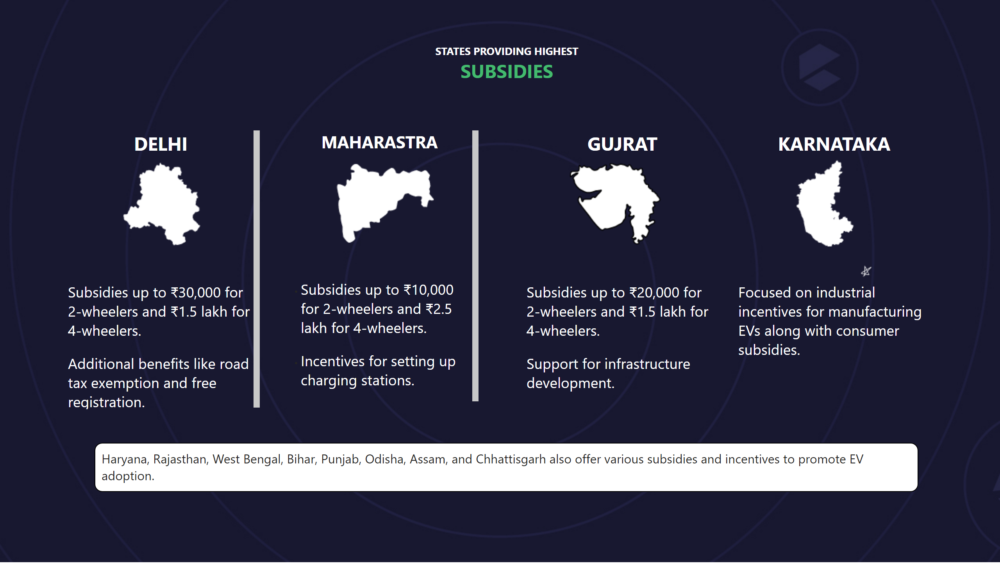 STATES PROVIDING HIGHEST
SUBSIDIES
DELHI
Subsidies up to ₹30,000 for
2-wheelers and ₹1.5 lakh for
4-wheelers.
Additional benefits like road
tax exemption and free
registration.
MAHARASTRA
Subsidies up to ₹10,000
for 2-wheelers and ₹2.5
lakh for 4-wheelers.
Incentives for setting up
charging stations.
GUJRAT
Subsidies up to ₹20,000 for
2-wheelers and ₹1.5 lakh for
4-wheelers.
Support for infrastructure
development.
KARNATAKA
Focused on industrial
incentives for manufacturing
EVs along with consumer
subsidies.
Haryana, Rajasthan, West Bengal, Bihar, Punjab, Odisha, Assam, and Chhattisgarh also offer various subsidies and incentives to promote EV
adoption.